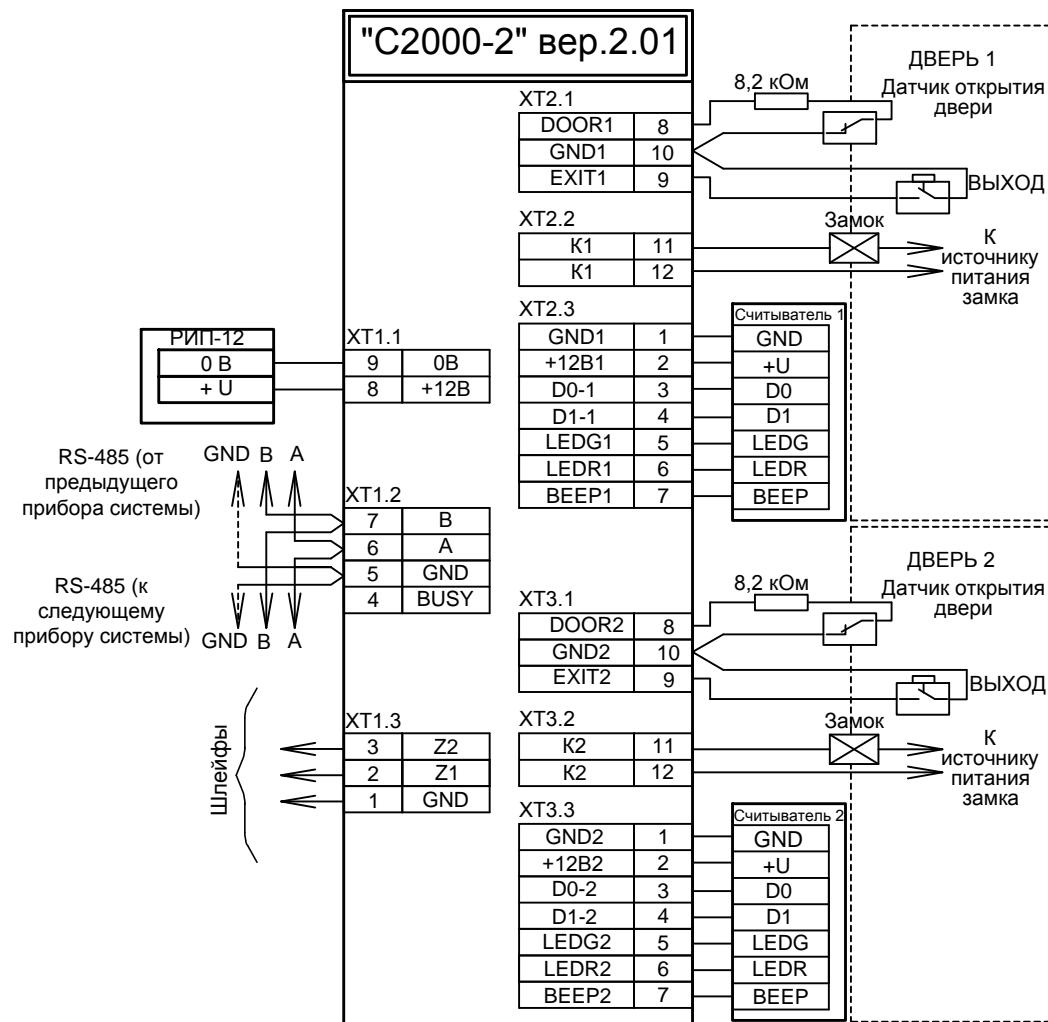 "С2000-2" вер.2.01
РИП-12
0 В
+ U
XT1.1
9 0В
8 +12В
RS-485 (от
предыдущего
прибора системы)
GND B A
XT1.2
7 B
6 A
5 GND
4 BUSY
RS-485 (к
следующему
прибору системы)
GND B A
Шлейфы
XT1.3
3 Z2
2 Z1
1 GND
XT2.1
DOOR1 8
GND1 10
EXIT1 9
8,2 кОм
ДВЕРЬ 1
Датчик открытия
двери
ВЫХОД
XT2.2
К1 11
К1 12
Замок
К
источнику
питания
замка
XT2.3
GND1 1
+12В1 2
D0-1 3
D1-1 4
LEDG1 5
LEDR1 6
BEEP1 7
Считыватель 1
GND
+U
D0
D1
LEDG
LEDR
BEEP
XT3.1
DOOR2 8
GND2 10
EXIT2 9
8,2 кОм
ДВЕРЬ 2
Датчик открытия
двери
ВЫХОД
XT3.2
К2 11
К2 12
Замок
К
источнику
питания
замка
XT3.3
GND2 1
+12В2 2
D0-2 3
D1-2 4
LEDG2 5
LEDR2 6
BEEP2 7
Считыватель 2
GND
+U
D0
D1
LEDG
LEDR
BEEP